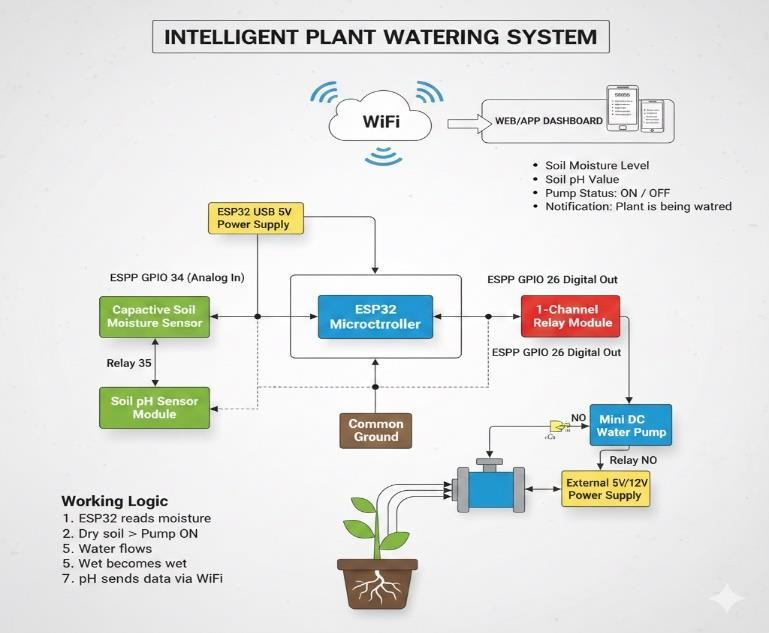 INTELLIGENT PLANT WATERING SYSTEM
WiFi
WEB/APP DASHBOARD
• Soil Moisture Level
• Soil pH Value
• Pump Status: ON / OFF
• Notification: Plant is being watred
ESP32 USB 5V
Power Supply
ESPP GPIO 34 (Analog In)
ESPP GPIO 26 Digital Out
Capactive Soil
Moisture Sensor
ESP32
Microctrroller
1-Channel
Relay Module
ESPP GPIO 26 Digital Out
Relay 35
Soil pH Sensor
Module
Common
Ground
NO
Mini DC
Water Pump
Relay NO
External 5V/12V
Power Supply
Working Logic
1. ESP32 reads moisture
2. Dry soil > Pump ON
5. Water flows
5. Wet becomes wet
7. pH sends data via WiFi